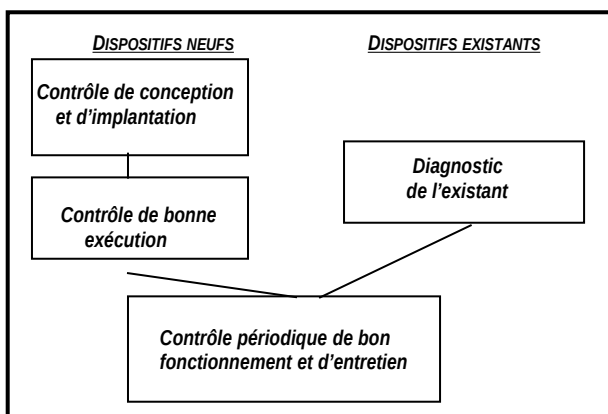 DISPOSITIFS NEUFS
DISPOSITIFS EXISTANTS
Contrôle de conception
et d'implantation
Diagnostic
de l'existant
Contrôle de bonne
exécution
Contrôle périodique de bon
fonctionnement et d'entretien